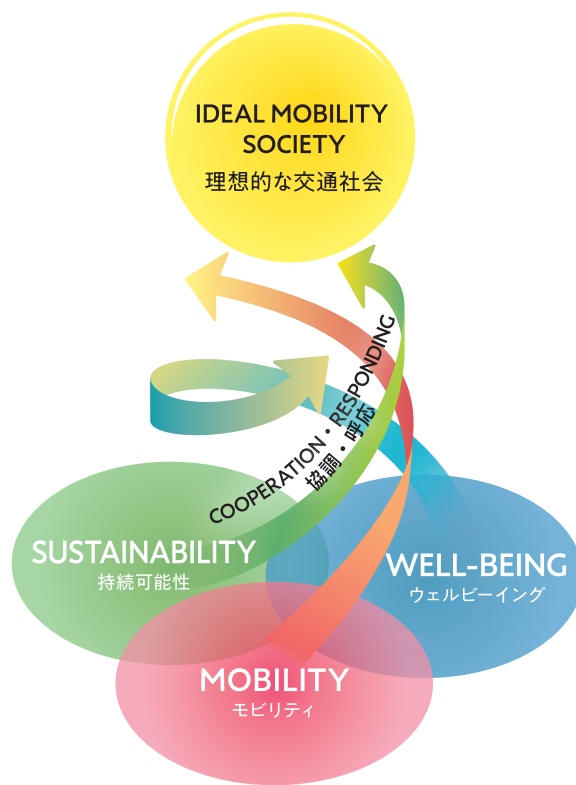 IDEAL MOBILITY
SOCIETY
理想的な交通社会
COOPERATION・RESPONDING
協調・呼応
SUSTAINABILITY
持続可能性
WELL-BEING
ウェルビーイング
MOBILITY
モビリティ